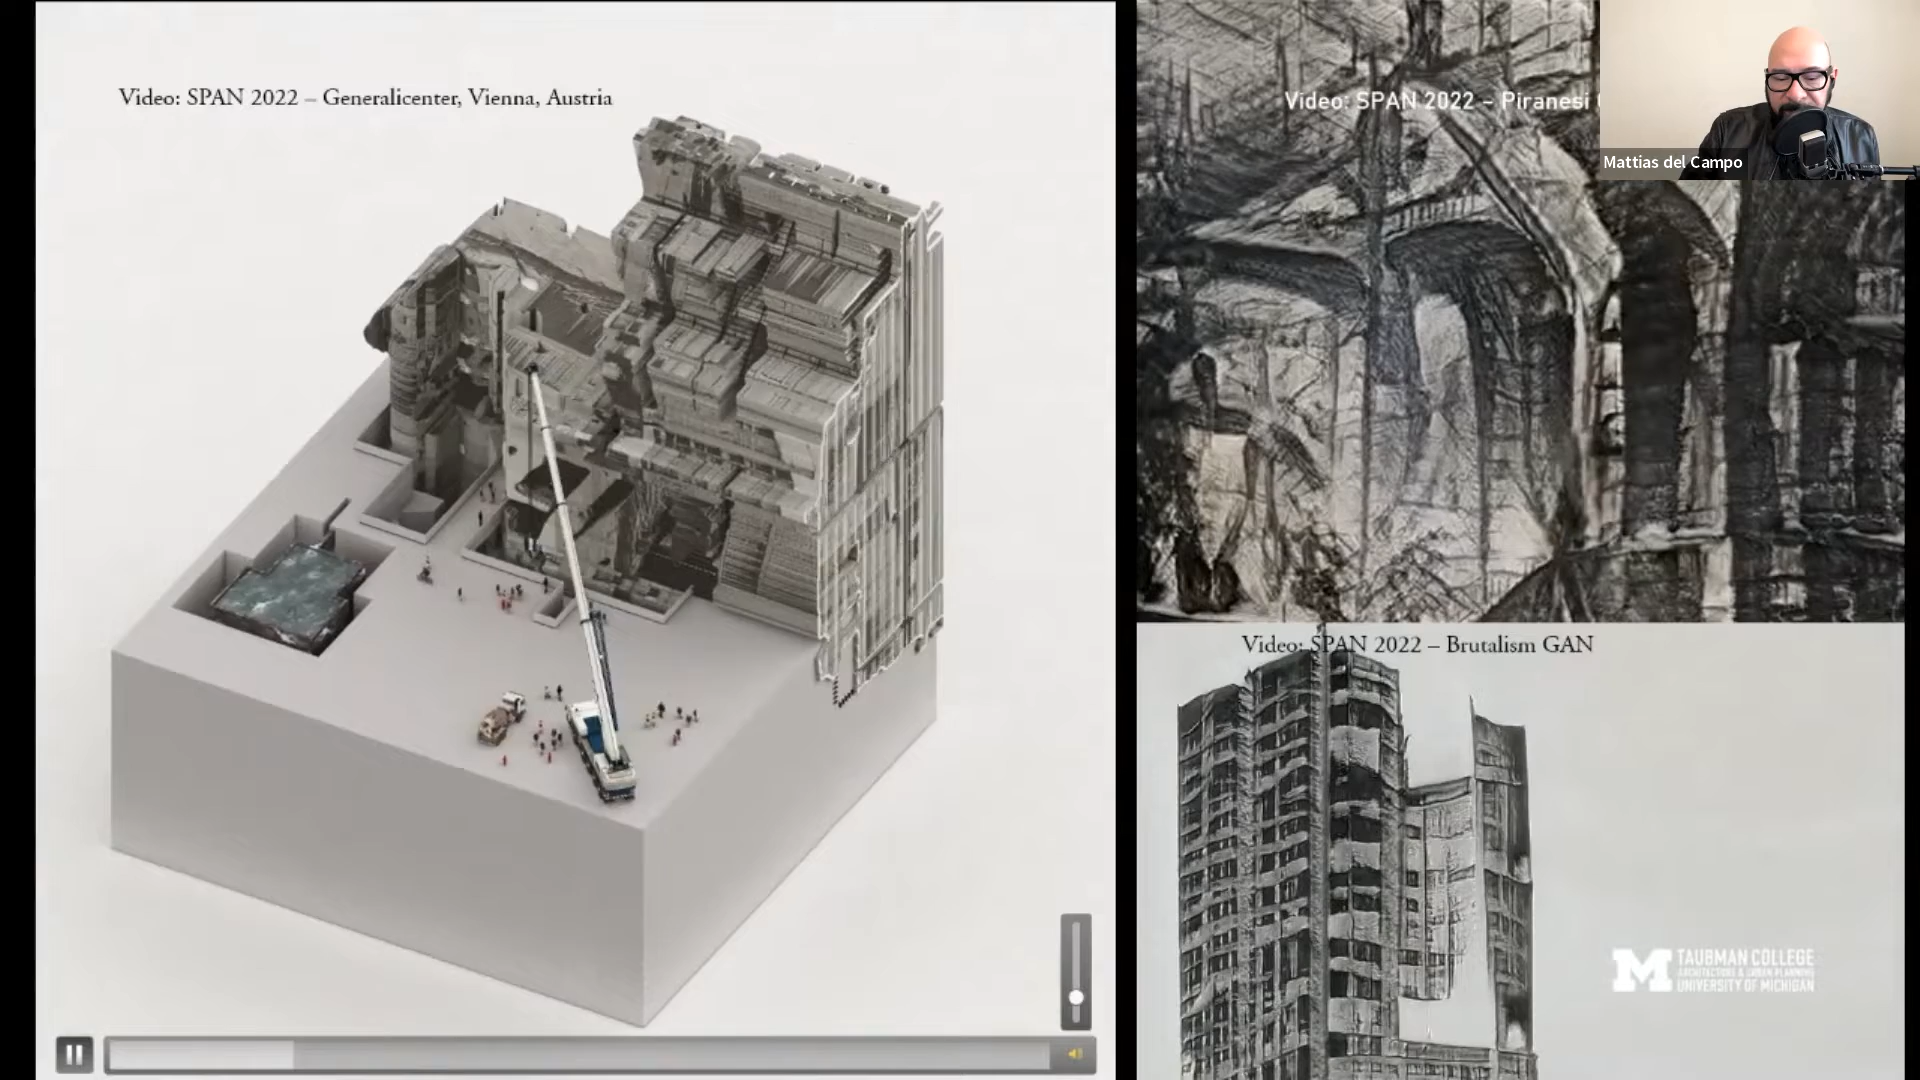 Video: SPAN 2022 – Generalicenter, Vienna, Austria
Video: SPAN 2022 – Piranesi
Mattias del Campo
Video: SPAN 2022 – Brutalism GAN
M TAUBMAN COLLEGE
ARCHITECTURE & URBAN PLANNING
UNIVERSITY OF MICHIGAN